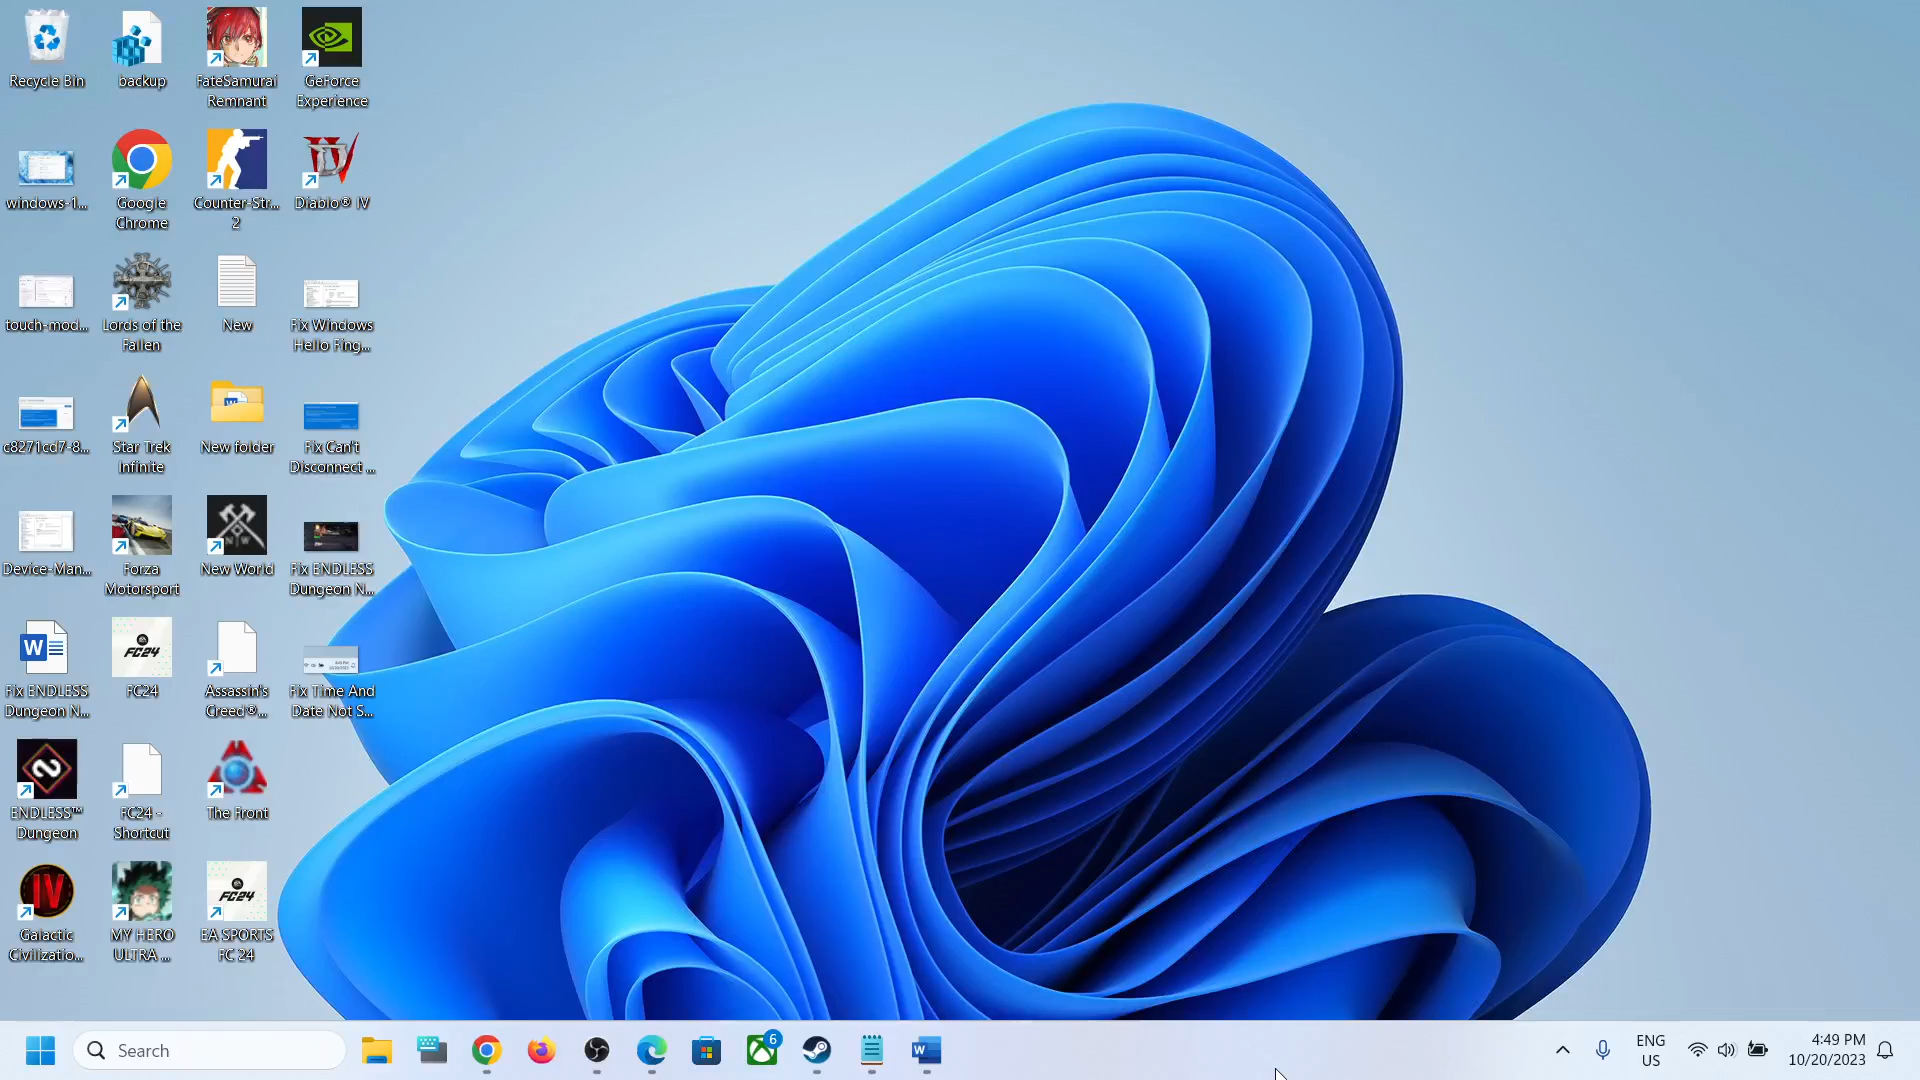 Recycle Bin
backup
FateSamurai
Remnant
GeForce
Experience
windows-1...
Google
Chrome
Counter-Str...
2
Diablo® IV
touch-mod...
Lords of the
Fallen
New
Fix Windows
Hello Fing...
c8271cd7-8...
Star Trek
Infinite
New folder
Fix Can't
Disconnect ...
Device-Man...
Forza
Motorsport
New World
Fix ENDLESS
Dungeon N...
Fix ENDLESS
Dungeon N...
FC24
FC24
Assassin's
Creed®...
Fix Time And
Date Not S...
ENDLESS™
Dungeon
FC24 -
Shortcut
The Front
IV
Galactic
Civilizatio...
MY HERO
ULTRA ...
FC24
EA SPORTS
FC 24
Search
6
ENG
US
4:49 PM
10/20/2023